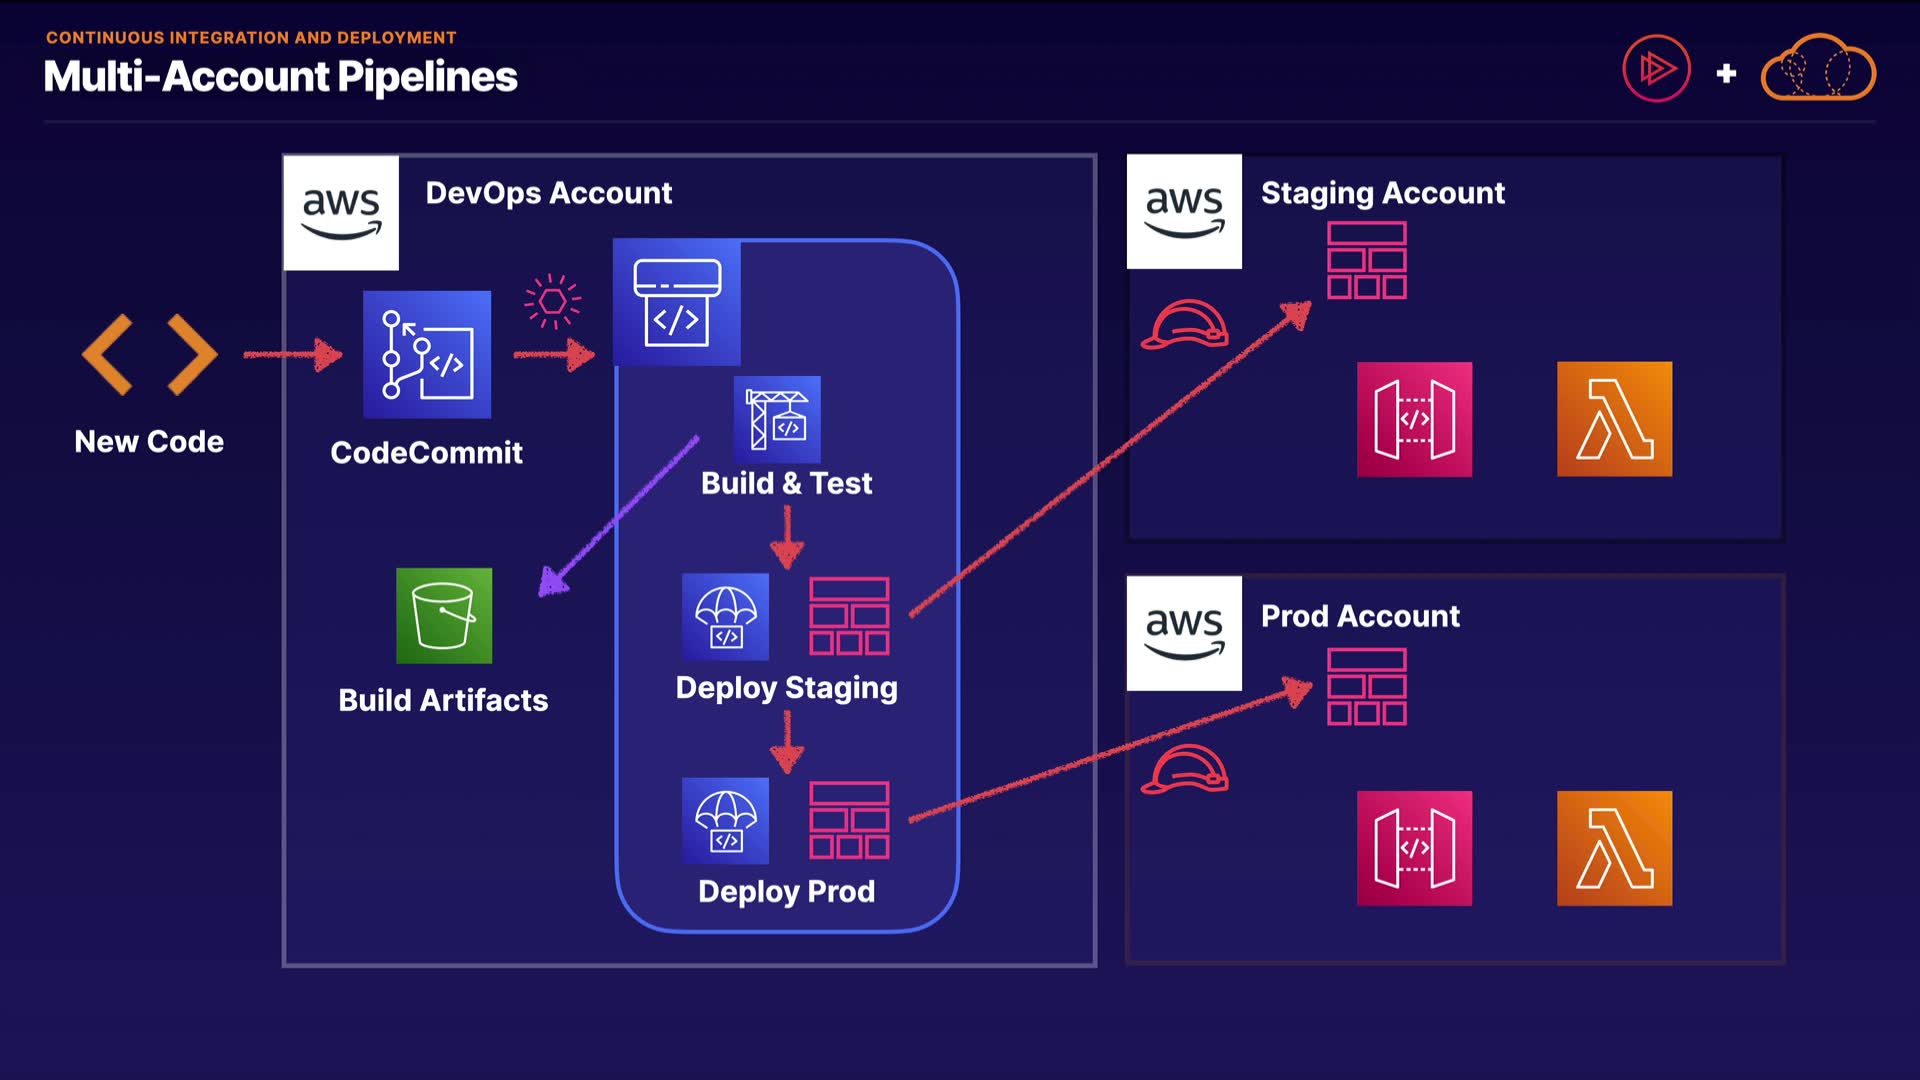 CONTINUOUS INTEGRATION AND DEPLOYMENT
Multi-Account Pipelines
aws
DevOps Account
aws
Staging Account
</>
</>
</>
New Code
CodeCommit
</>
Build & Test
</>
</>
Deploy Staging
Build Artifacts
aws
Prod Account
</>
Deploy Prod
</>